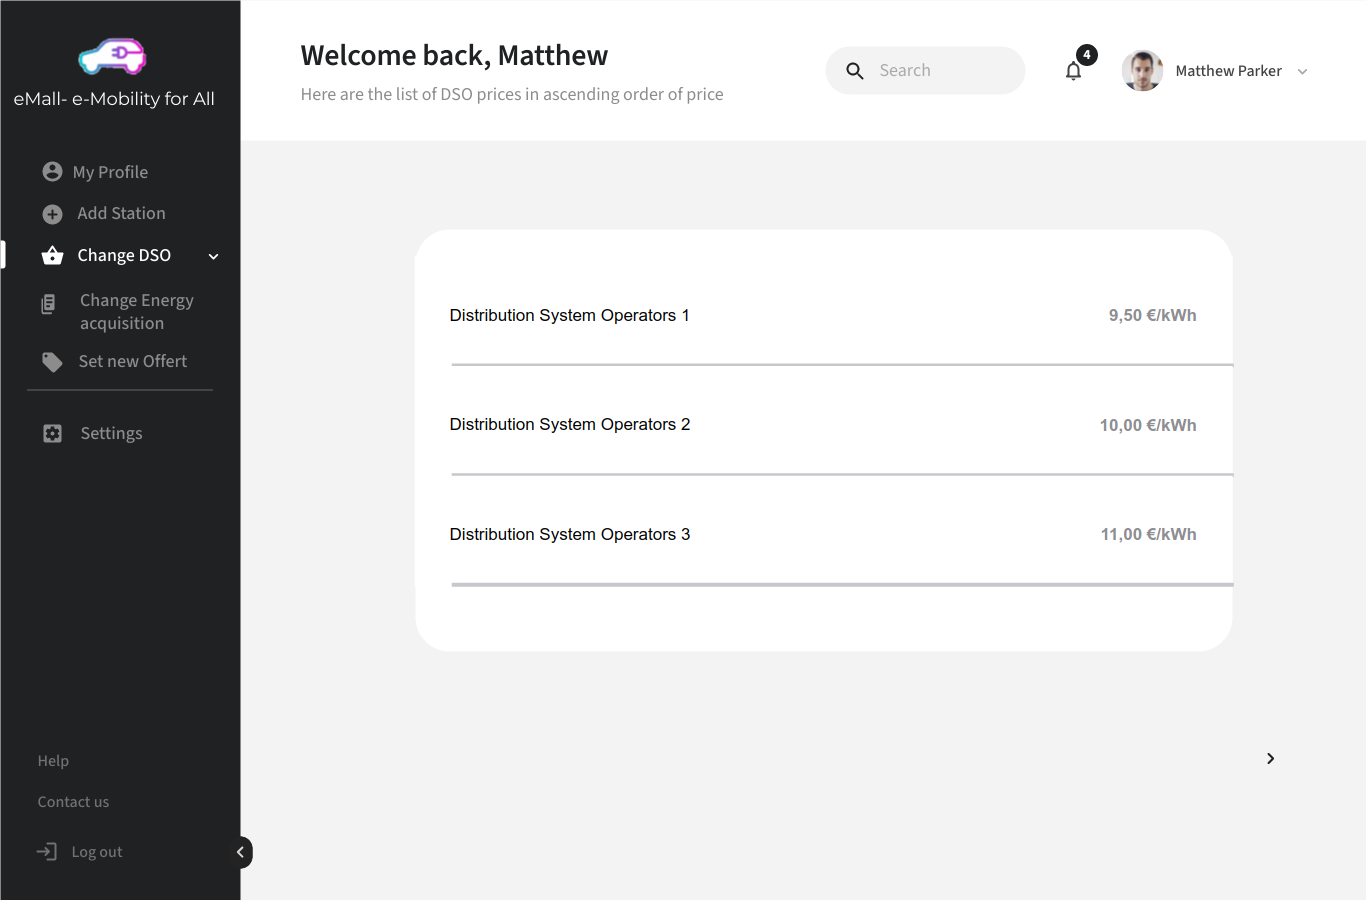 eMall- e-Mobility for All
My Profile
Add Station
Change DSO
Change Energy
acquisition
Set new Offert
Settings
Help
Contact us
Log out
Welcome back, Matthew
Here are the list of DSO prices in ascending order of price
Search
4
Matthew Parker
Distribution System Operators 1 9,50 €/kWh
Distribution System Operators 2 10,00 €/kWh
Distribution System Operators 3 11,00 €/kWh